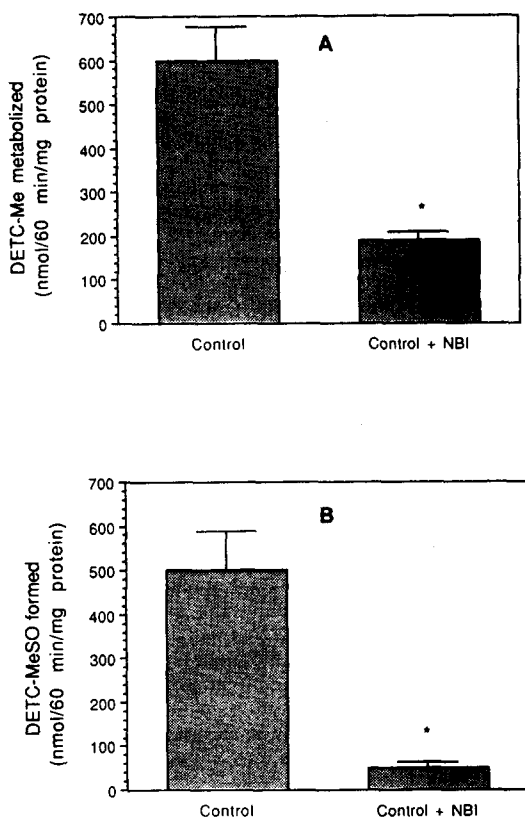 A
DETC-Me metabolized
(nmol/60 min/mg protein)
700
600
500
400
300
200
100
0
*
Control
Control + NBI
B
DETC-MeSO formed
(nmol/60 min/mg protein)
700
600
500
400
300
200
100
0
*
Control
Control + NBI